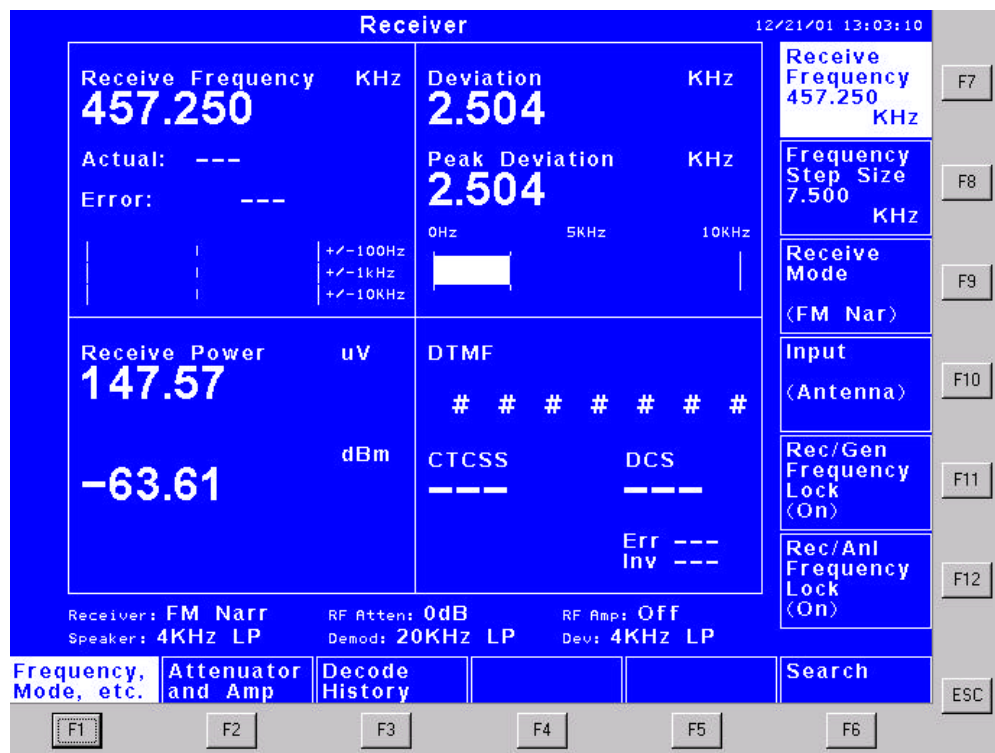 Receiver 12/21/01 13:03:10
Receive Frequency KHz
457.250
Actual: ---
Error: ---
+/-100Hz
+/-1kHz
+/-10KHz
Deviation KHz
2.504
Peak Deviation KHz
2.504
0Hz 5KHz 10KHz
Receive Power uV
147.57
dBm
-63.61
DTMF
# # # # # # #
CTCSS DCS
--- ---
Err ---
Inv ---
Receiver: FM Narr RF Atten: 0dB RF Amp: Off
Speaker: 4KHz LP Demod: 20KHz LP Dev: 4KHz LP
Receive
Frequency
457.250
KHz
F7
Frequency
Step Size
7.500
KHz
F8
Receive
Mode
(FM Nar)
F9
Input
(Antenna)
F10
Rec/Gen
Frequency
Lock
(On)
F11
Rec/Anl
Frequency
Lock
(On)
F12
Frequency,
Mode, etc.
Attenuator
and Amp
Decode
History
Search
ESC
F1 F2 F3 F4 F5 F6